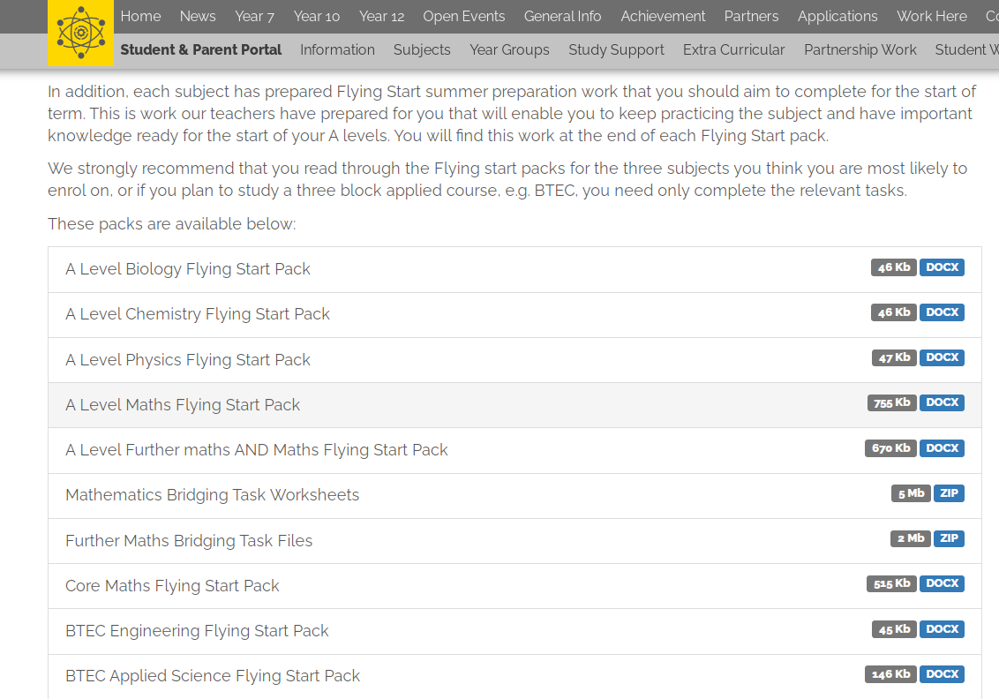 Home News Year 7 Year 10 Year 12 Open Events General Info Achievement Partners Applications Work Here
Student & Parent Portal Information Subjects Year Groups Study Support Extra Curricular Partnership Work Student
In addition, each subject has prepared Flying Start summer preparation work that you should aim to complete for the start of
term. This is work our teachers have prepared for you that will enable you to keep practicing the subject and have important
knowledge ready for the start of your A levels. You will find this work at the end of each Flying Start pack.
We strongly recommend that you read through the Flying start packs for the three subjects you think you are most likely to
enrol on, or if you plan to study a three block applied course, e.g. BTEC, you need only complete the relevant tasks.
These packs are available below:
A Level Biology Flying Start Pack 46 Kb DOCX
A Level Chemistry Flying Start Pack 46 Kb DOCX
A Level Physics Flying Start Pack 47 Kb DOCX
A Level Maths Flying Start Pack 755 Kb DOCX
A Level Further maths AND Maths Flying Start Pack 670 Kb DOCX
Mathematics Bridging Task Worksheets 5 Mb ZIP
Further Maths Bridging Task Files 2 Mb ZIP
Core Maths Flying Start Pack 515 Kb DOCX
BTEC Engineering Flying Start Pack 45 Kb DOCX
BTEC Applied Science Flying Start Pack 146 Kb DOCX